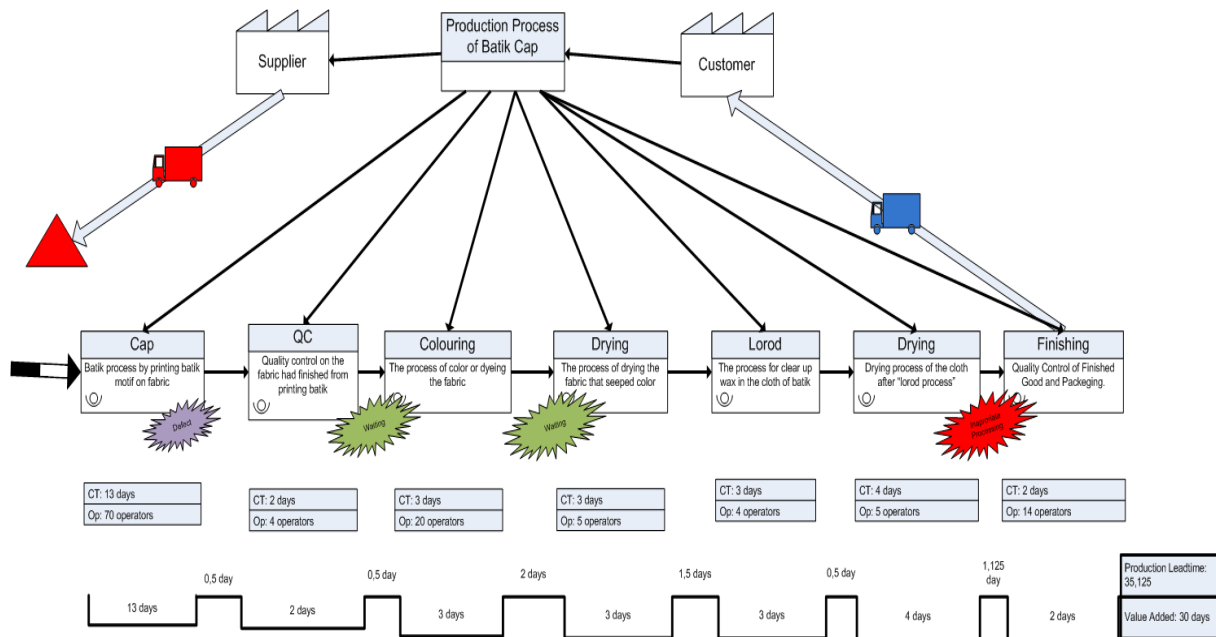 Production Process
of Batik Cap
Supplier
Customer
Cap
Batik process by printing batik
motif on fabric
QC
Quality control on the
fabric had finished from
printing batik
Colouring
The process of color or dyeing
the fabric
Drying
The process of drying the
fabric that seeped color
Lorod
The process for clear up
wax in the cloth of batik
Drying
Drying process of the cloth
after "lorod process"
Finishing
Quality Control of Finished
Good and Packeging.
Defect
Waiting
Waiting
Processing
CT: 13 days
Op: 70 operators
CT: 2 days
Op: 4 operators
CT: 3 days
Op: 20 operators
CT: 3 days
Op: 5 operators
CT: 3 days
Op: 4 operators
CT: 4 days
Op: 5 operators
CT: 2 days
Op: 14 operators
0,5 day
0,5 day
2 days
1,5 days
0,5 day
1,125
day
13 days
2 days
3 days
3 days
3 days
4 days
2 days
Production Leadtime:
35,125
Value Added: 30 days